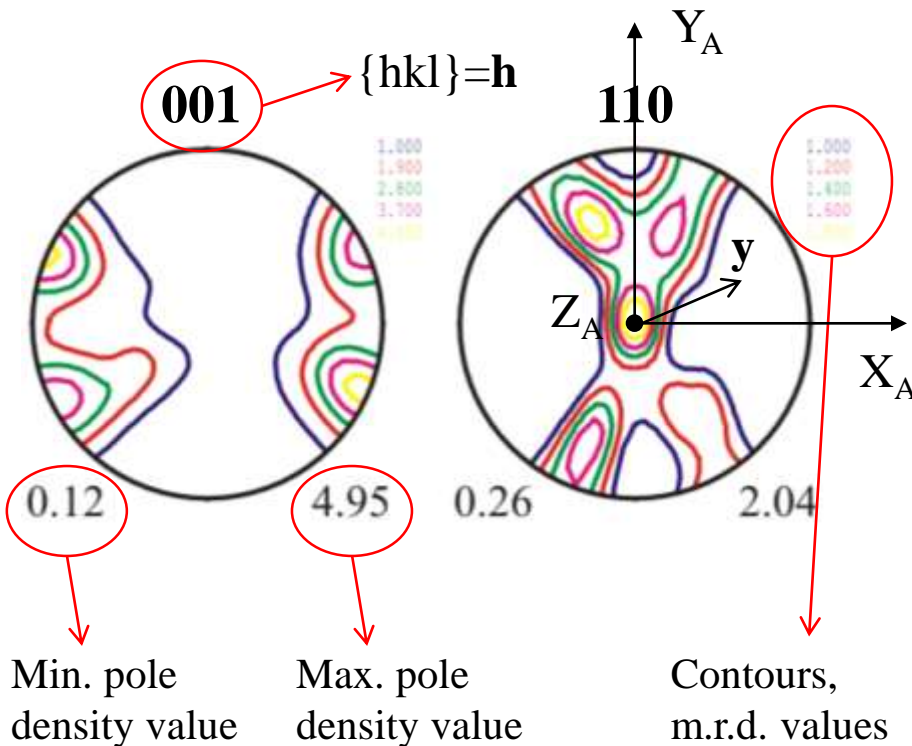 {hkl}=h
Y_A
001
110
1.000
1.900
2.800
3.700
1.000
1.200
1.400
1.600
y
Z_A
X_A
0.12
4.95
0.26
2.04
Min. pole
density value
Max. pole
density value
Contours,
m.r.d. values